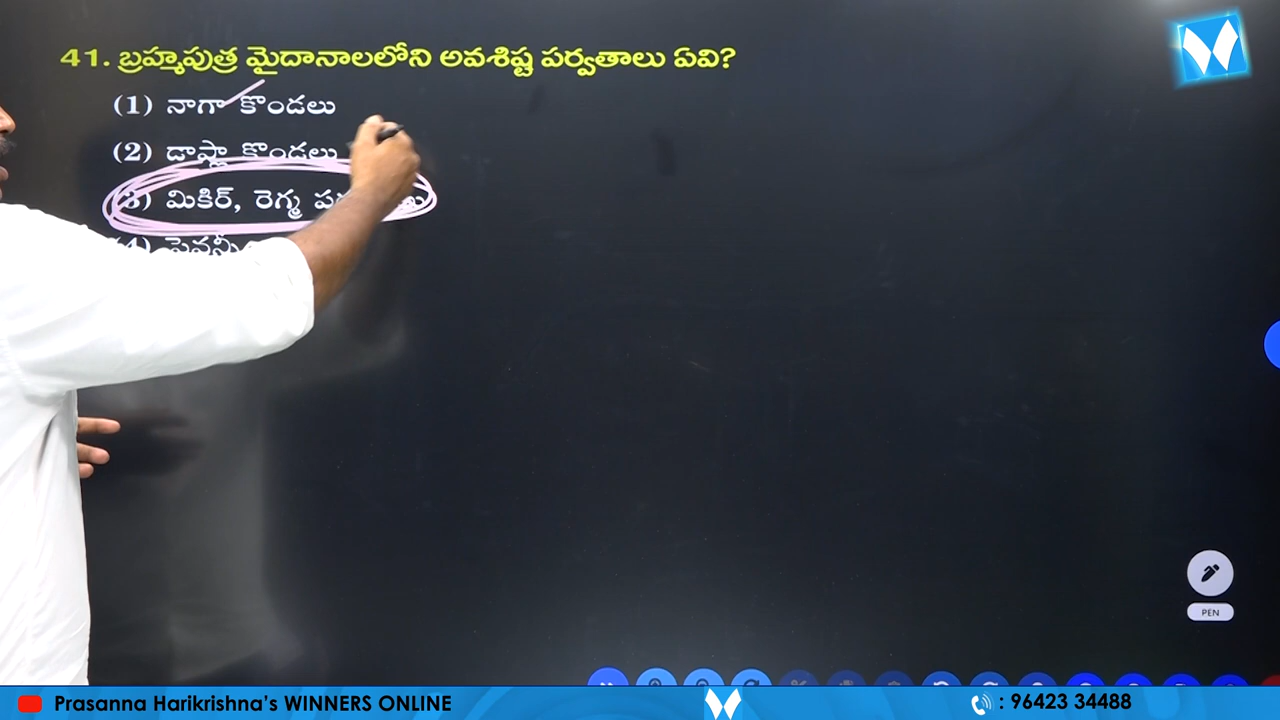 41. బ్రహ్మపుత్ర మైదానాలలోని అవశిష్ట పర్వతాలు ఏవి?
(1) నాగా కొండలు
(2) డాఫ్లా కొండలు
(3) మికిర్, రెగ్మ
PEN
Prasanna Harikrishna's WINNERS ONLINE
: 96423 34488